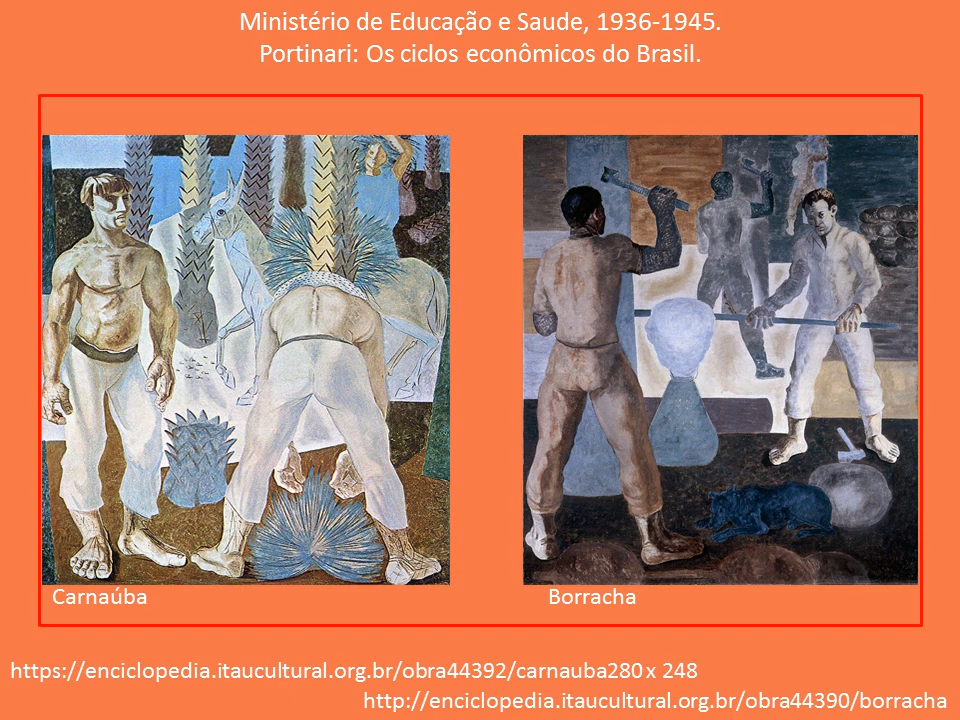 Ministério de Educação e Saude, 1936-1945.
Portinari: Os ciclos econômicos do Brasil.
Carnaúba
Borracha
https://enciclopedia.itaucultural.org.br/obra44392/carnauba280 x 248
http://enciclopedia.itaucultural.org.br/obra44390/borracha